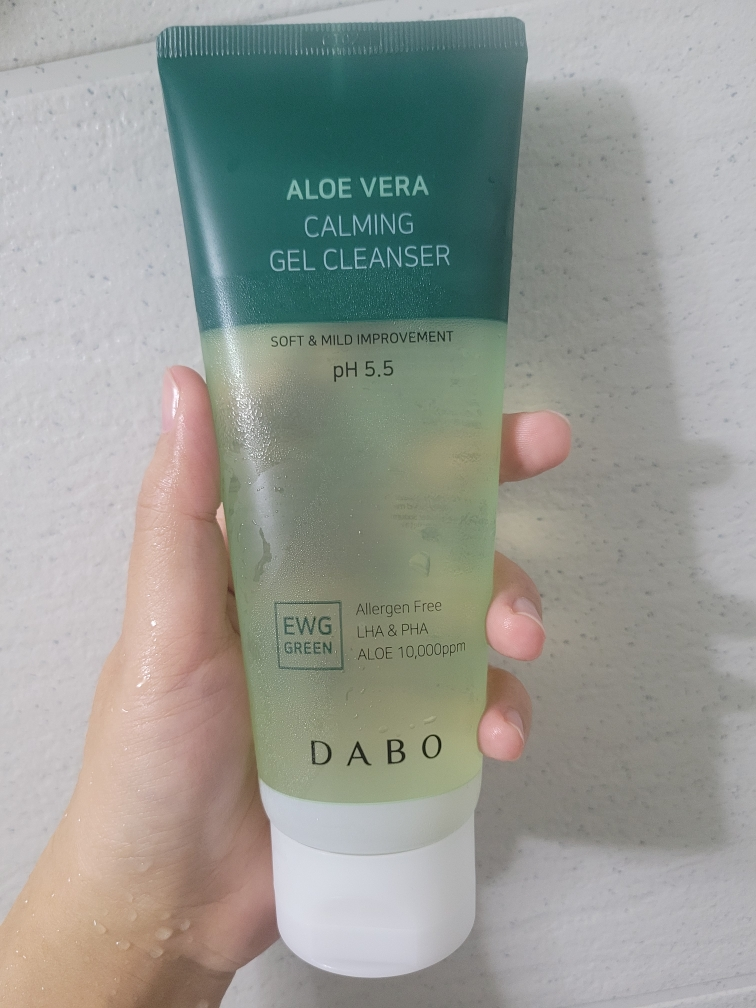 ALOE VERA
CALMING
GEL CLEANSER
SOFT & MILD IMPROVEMENT
pH 5.5
EWG
GREEN
Allergen Free
LHA & PHA
ALOE 10,000ppm
DABO